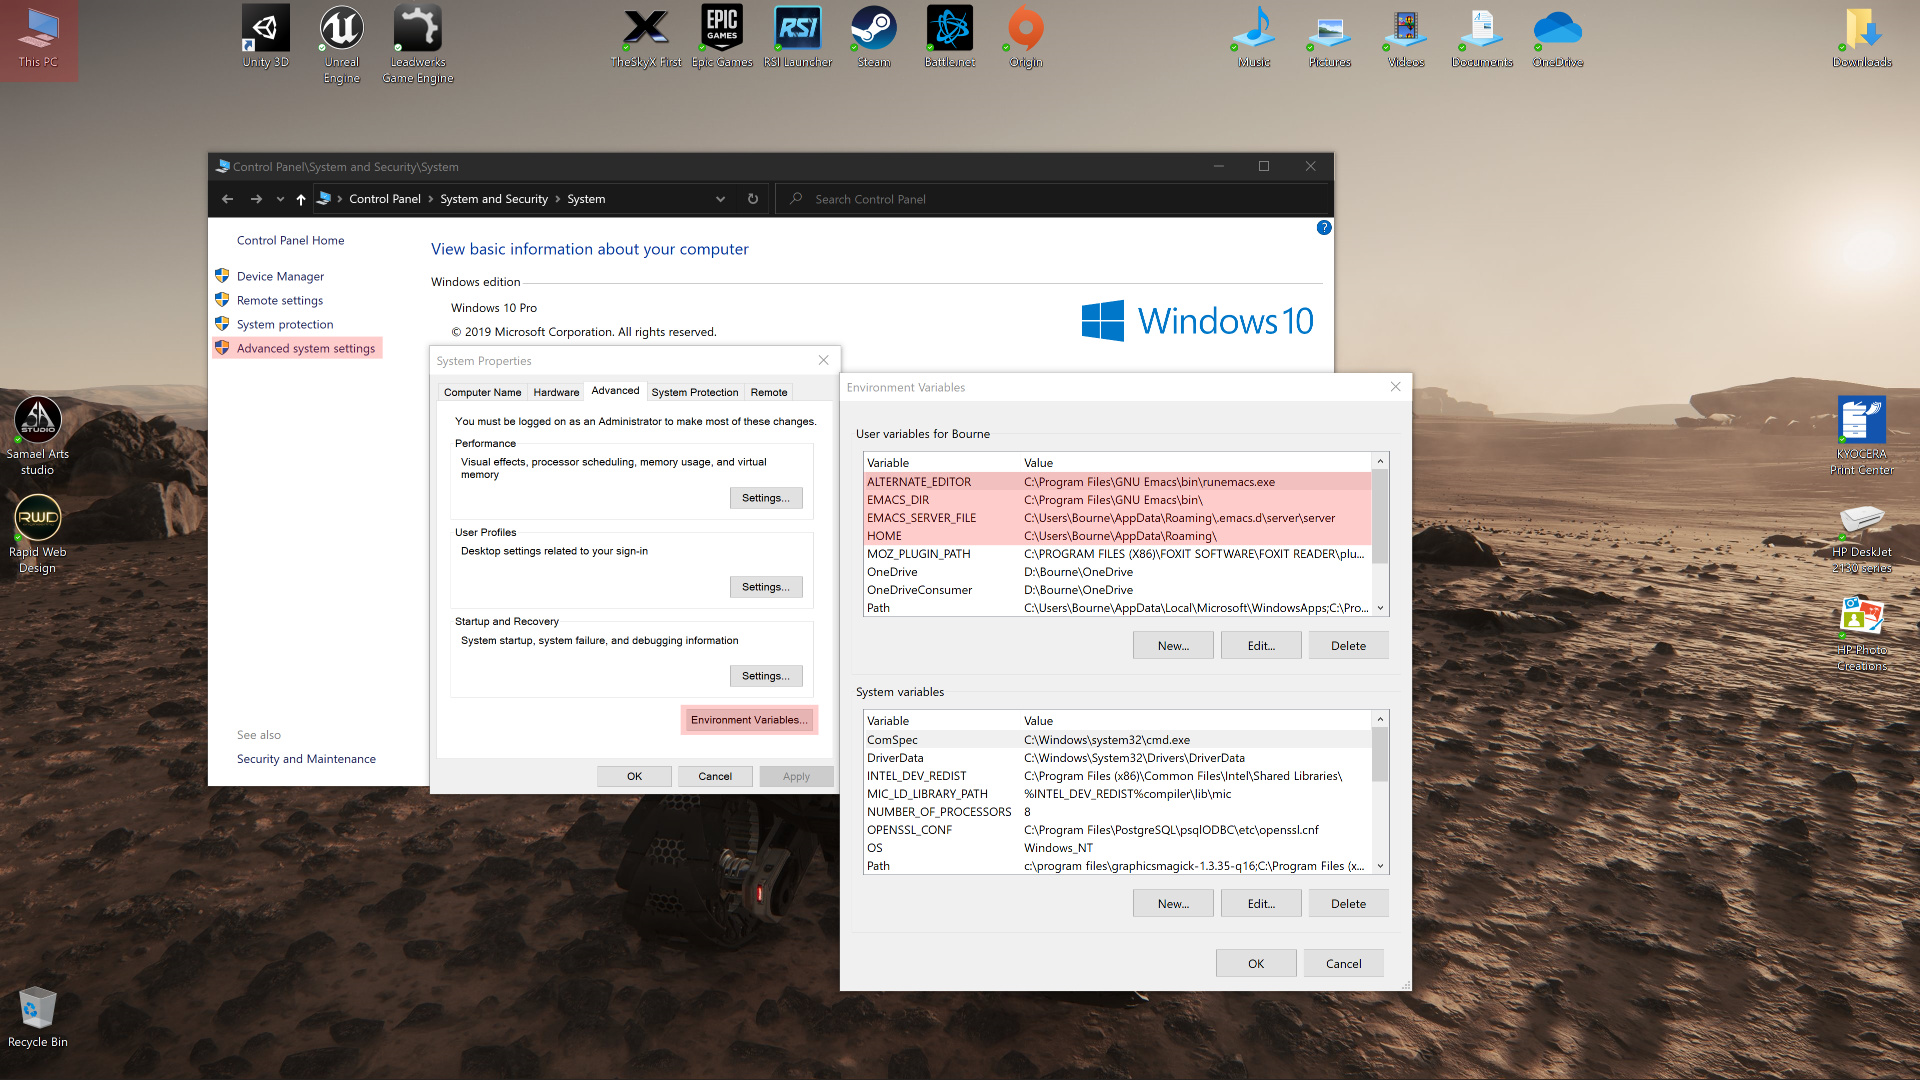 This PC
Unity 3D
Unreal
Engine
Leadwerks
Game Engine
TheSkyX First
EPIC
GAMES
Epic Games
RSI
RSI Launcher
Steam
Battle.net
Origin
Music
Pictures
Videos
Documents
OneDrive
Downloads
Control Panel\System and Security\System
Control Panel
System and Security
System
Search Control Panel
Control Panel Home
Device Manager
Remote settings
System protection
Advanced system settings
See also
Security and Maintenance
?
View basic information about your computer
Windows edition
Windows 10 Pro
© 2019 Microsoft Corporation. All rights reserved.
Windows 10
System Properties
Computer Name
Hardware
Advanced
System Protection
Remote
You must be logged on as an Administrator to make most of these changes.
Performance
Visual effects, processor scheduling, memory usage, and virtual
memory
Settings...
User Profiles
Desktop settings related to your sign-in
Settings...
Startup and Recovery
System startup, system failure, and debugging information
Settings...
Environment Variables...
OK
Cancel
Apply
Environment Variables
User variables for Bourne
Variable Value
ALTERNATE_EDITOR C:\Program Files\GNU Emacs\bin\runemacs.exe
EMACS_DIR C:\Program Files\GNU Emacs\bin\
EMACS_SERVER_FILE C:\Users\Bourne\AppData\Roaming\.emacs.d\server\server
HOME C:\Users\Bourne\AppData\Roaming\
MOZ_PLUGIN_PATH C:\PROGRAM FILES (X86)\FOXIT SOFTWARE\FOXIT READER\plu...
OneDrive D:\Bourne\OneDrive
OneDriveConsumer D:\Bourne\OneDrive
Path C:\Users\Bourne\AppData\Local\Microsoft\WindowsApps;C:\Pro...
New...
Edit...
Delete
System variables
Variable Value
ComSpec C:\Windows\system32\cmd.exe
DriverData C:\Windows\System32\Drivers\DriverData
INTEL_DEV_REDIST C:\Program Files (x86)\Common Files\Intel\Shared Libraries\
MIC_LD_LIBRARY_PATH %INTEL_DEV_REDIST%compiler\lib\mic
NUMBER_OF_PROCESSORS 8
OPENSSL_CONF C:\Program Files\PostgreSQL\psqlODBC\etc\openssl.cnf
OS Windows_NT
Path c:\program files\graphicsmagick-1.3.35-q16;C:\Program Files (x...
New...
Edit...
Delete
OK
Cancel
SA
STUDIO
Samael Arts
studio
RWD
Rapid Web
Design
Recycle Bin
KYOCERA
Print Center
HP DeskJet
2130 series
HP Photo
Creations